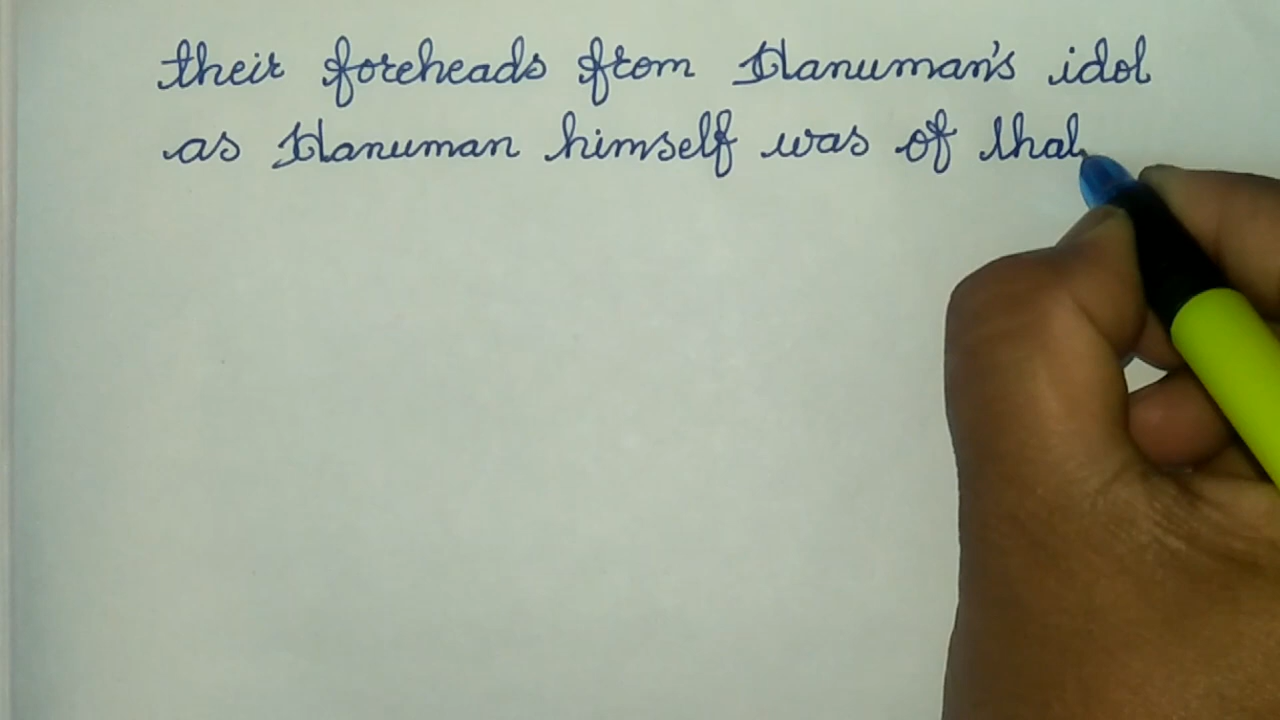 their foreheads from Hanuman's idol
as Hanuman himself was of that